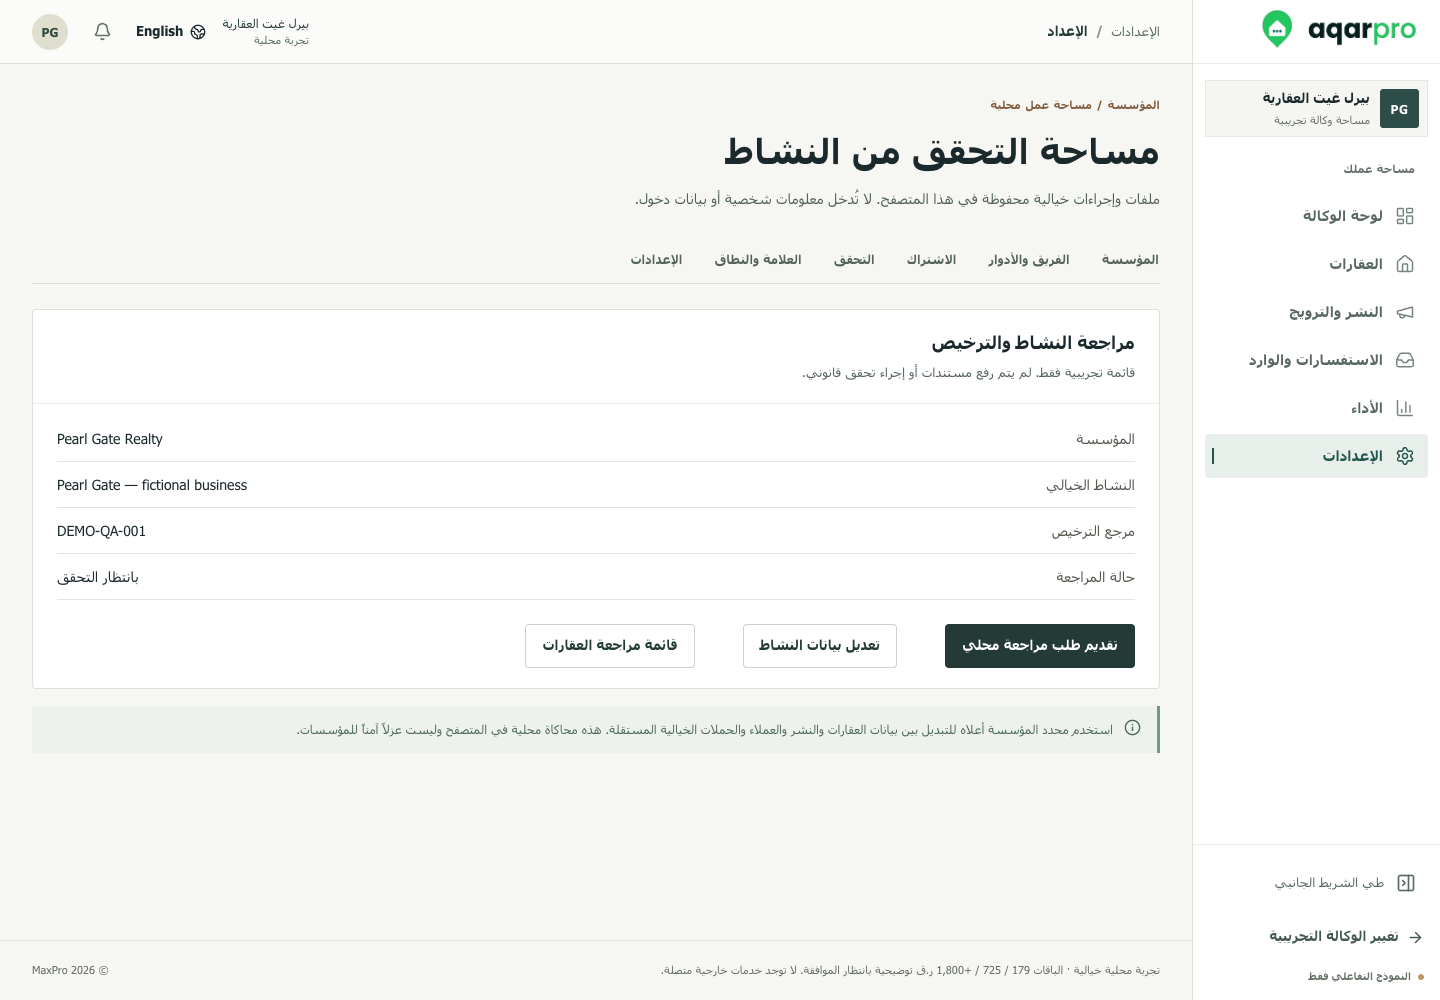 aqarpro
PG
بيرل غيت العقارية
مساحة وكالة تجريبية
مساحة عملك
لوحة الوكالة
العقارات
النشر والترويج
الاستفسارات والوارد
الأداء
الإعدادات
طي الشريط الجانبي
تغيير الوكالة التجريبية
النموذج التفاعلي فقط
الإعدادات / الإعداد
بيرل غيت العقارية
تجربة محلية
English
PG
المؤسسة / مساحة عمل محلية
مساحة التحقق من النشاط
ملفات وإجراءات خيالية محفوظة في هذا المتصفح. لا تُدخل معلومات شخصية أو بيانات دخول.
المؤسسة
الفريق والأدوار
الاشتراك
التحقق
العلامة والنطاق
الإعدادات
مراجعة النشاط والترخيص
قائمة تجريبية فقط. لم يتم رفع مستندات أو إجراء تحقق قانوني.
المؤسسة Pearl Gate Realty
النشاط الخيالي Pearl Gate — fictional business
مرجع الترخيص DEMO-QA-001
حالة المراجعة بانتظار التحقق
تقديم طلب مراجعة محلي
تعديل بيانات النشاط
قائمة مراجعة العقارات
استخدم محدد المؤسسة أعلاه للتبديل بين بيانات العقارات والنشر والعملاء والحملات الخيالية المستقلة. هذه محاكاة محلية في المتصفح وليست عزلاً آمناً للمؤسسات.
تجربة محلية خيالية · الباقات 179 / 725 / +1,800 ر.ق توضيحية بانتظار الموافقة. لا توجد خدمات خارجية متصلة.
© 2026 MaxPro